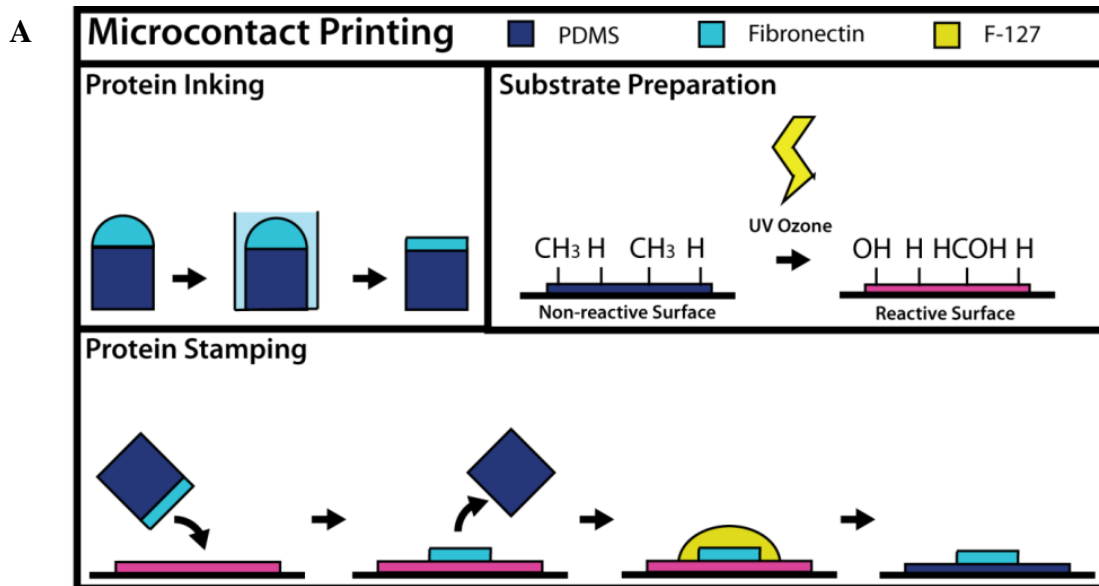 A
Microcontact Printing
PDMS
Fibronectin
F-127
Protein Inking
Substrate Preparation
UV Ozone
CH3 H CH3 H
OH H HCOH H
Non-reactive Surface
Reactive Surface
Protein Stamping